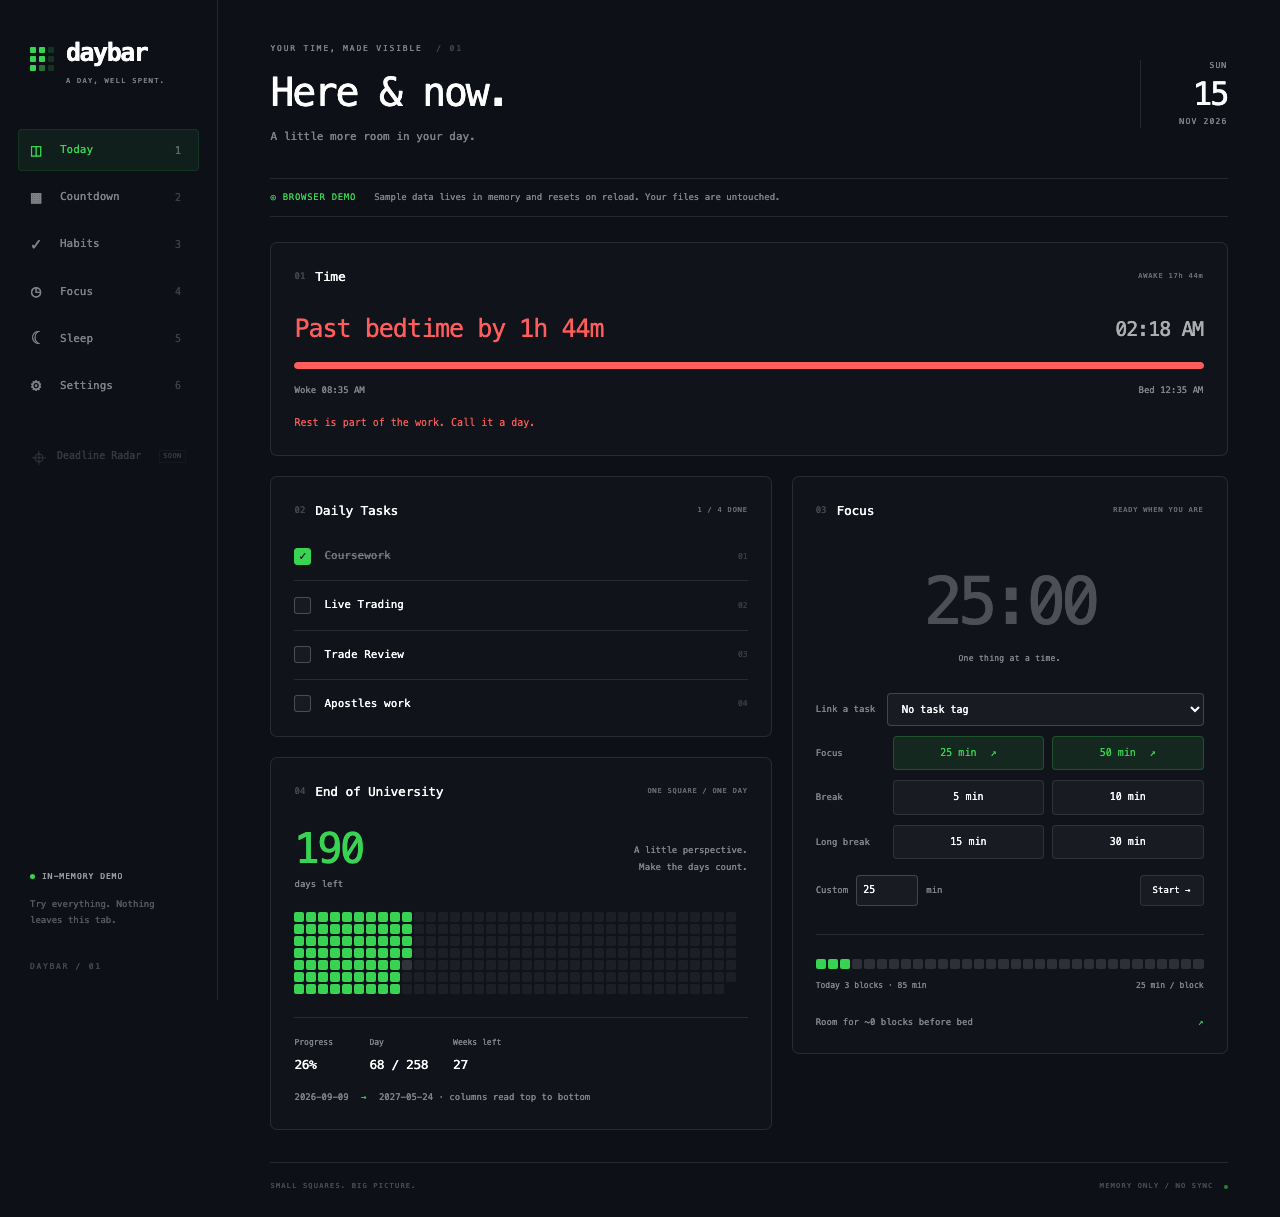 daybar
A DAY, WELL SPENT.
Today 1
Countdown 2
Habits 3
Focus 4
Sleep 5
Settings 6
Deadline Radar SOON
IN-MEMORY DEMO
Try everything. Nothing
leaves this tab.
DAYBAR / 01
YOUR TIME, MADE VISIBLE / 01
Here & now.
A little more room in your day.
SUN
15
NOV 2026
BROWSER DEMO Sample data lives in memory and resets on reload. Your files are untouched.
01 Time AWAKE 17h 44m
Past bedtime by 1h 44m 02:18 AM
Woke 08:35 AM Bed 12:35 AM
Rest is part of the work. Call it a day.
02 Daily Tasks 1 / 4 DONE
Coursework 01
Live Trading 02
Trade Review 03
Apostles work 04
03 Focus READY WHEN YOU ARE
25:00
One thing at a time.
Link a task No task tag
Focus 25 min ↗ 50 min ↗
Break 5 min 10 min
Long break 15 min 30 min
Custom 25 min Start →
Today 3 blocks · 85 min 25 min / block
Room for ~0 blocks before bed ↗
04 End of University ONE SQUARE / ONE DAY
190
days left
A little perspective.
Make the days count.
Progress Day Weeks left
26% 68 / 258 27
2026-09-09 → 2027-05-24 · columns read top to bottom
SMALL SQUARES. BIG PICTURE. MEMORY ONLY / NO SYNC